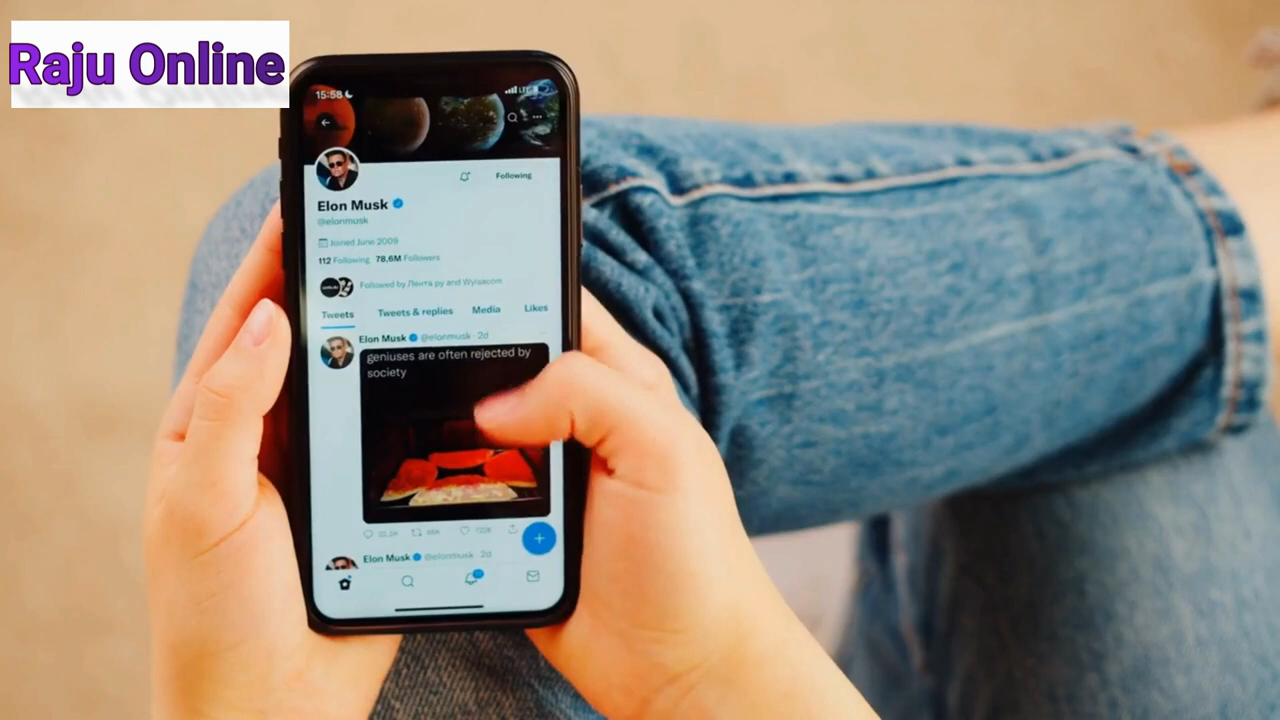 Raju Online
15:58
LTE
Following
Elon Musk
@elonmusk
Joined June 2009
112 Following 78,6M Followers
Followed by Лента ру and Wylsacom
Tweets Tweets & replies Media Likes
Elon Musk @elonmusk · 2d
geniuses are often rejected by
society
Elon Musk @elonmusk · 2d